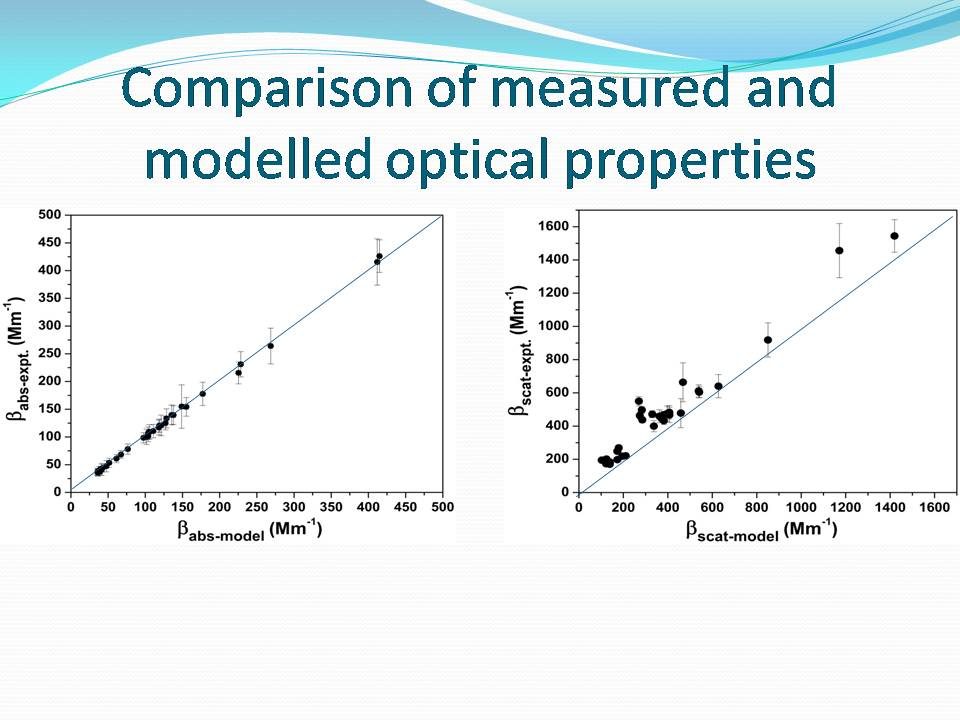 Comparison of measured and
modelled optical properties
500
450
400
350
300
250
200
150
100
50
0
0 50 100 150 200 250 300 350 400 450 500
βabs-expt. (Mm⁻¹)
βabs-model (Mm⁻¹)
1600
1400
1200
1000
800
600
400
200
0
0 200 400 600 800 1000 1200 1400 1600
βscat-expt. (Mm⁻¹)
βscat-model (Mm⁻¹)